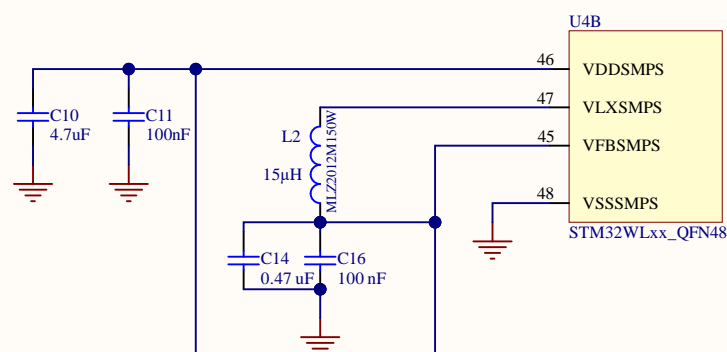 U4B
46 VDDSMPS
47 VLXSMPS
45 VFBSMPS
48 VSSSMPS
STM32WLxx_QFN48
C10
4.7uF
C11
100nF
L2
15µH
MLZ2012M150W
C14
0.47 uF
C16
100 nF